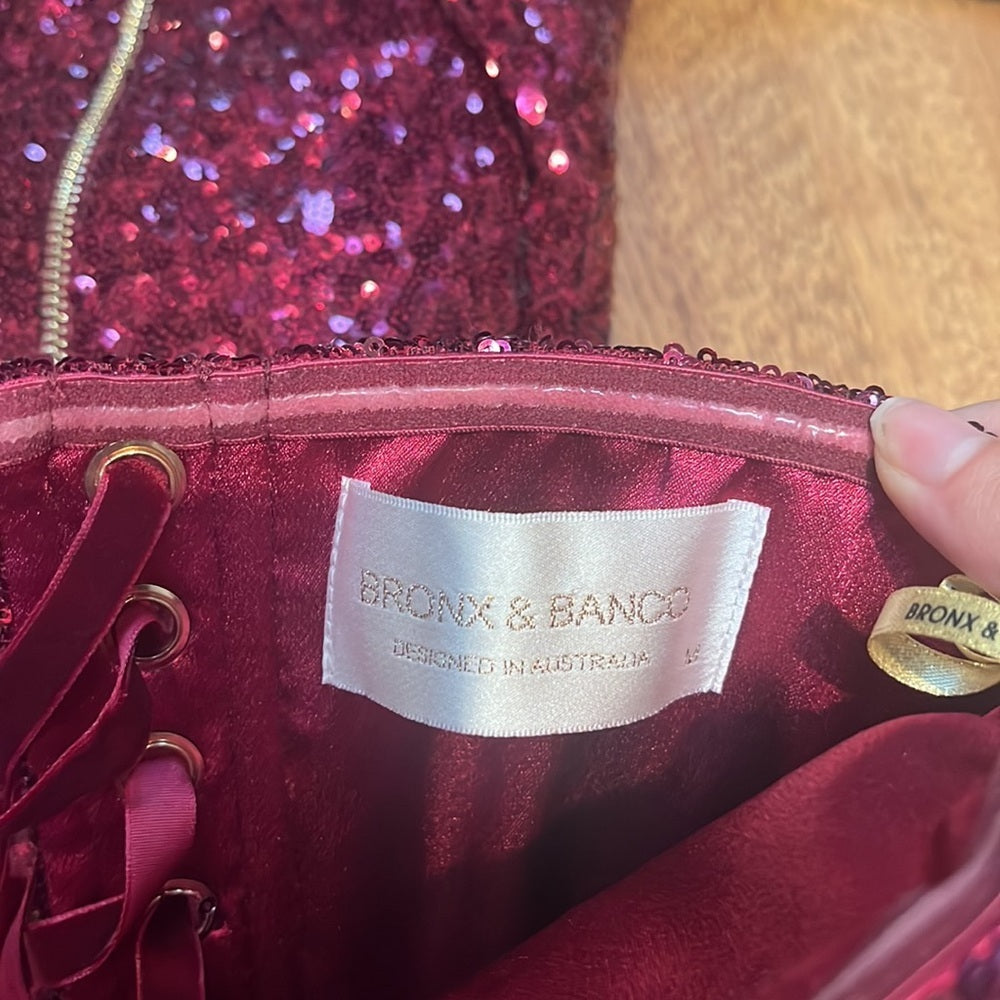 BRONX & BANCO
DESIGNED IN AUSTRALIA
BRONX &